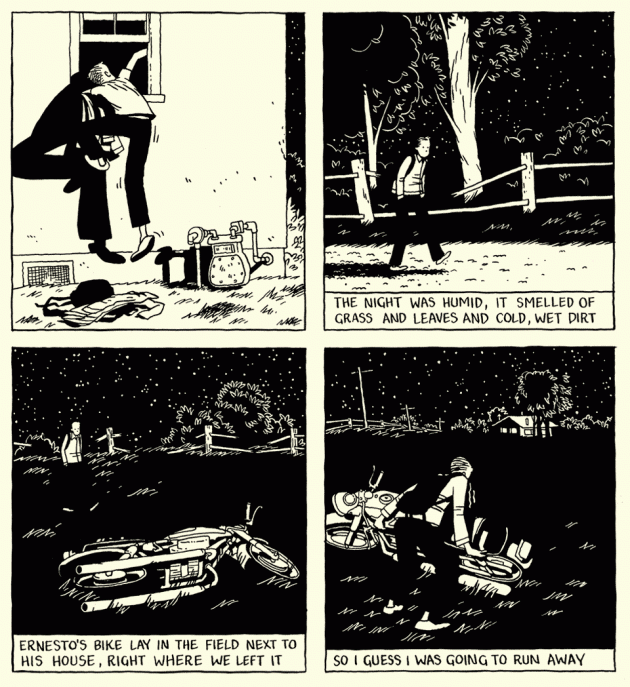 THE NIGHT WAS HUMID, IT SMELLED OF
GRASS AND LEAVES AND COLD, WET DIRT
ERNESTO'S BIKE LAY IN THE FIELD NEXT TO
HIS HOUSE, RIGHT WHERE WE LEFT IT
SO I GUESS I WAS GOING TO RUN AWAY